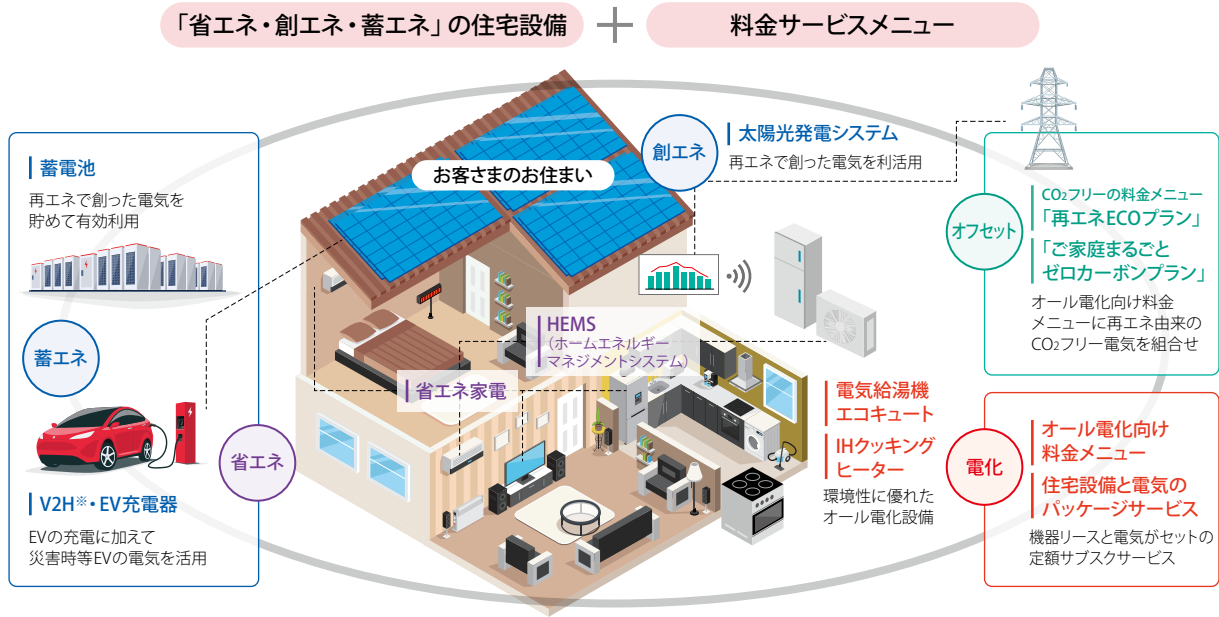 「省エネ・創エネ・蓄エネ」の住宅設備
＋
料金サービスメニュー
蓄電池
再エネで創った電気を
貯めて有効利用
蓄エネ
V2H※・EV充電器
EVの充電に加えて
災害時等EVの電気を活用
お客さまのお住まい
創エネ
太陽光発電システム
再エネで創った電気を利活用
HEMS
（ホームエネルギー
マネジメントシステム）
省エネ家電
省エネ
電気給湯機
エコキュート
IHクッキング
ヒーター
環境性に優れた
オール電化設備
オフセット
CO₂フリーの料金メニュー
「再エネECOプラン」
「ご家庭まるごと
ゼロカーボンプラン」
オール電化向け料金
メニューに再エネ由来の
CO₂フリー電気を組合せ
電化
オール電化向け
料金メニュー
住宅設備と電気の
パッケージサービス
機器リースと電気がセットの
定額サブスクサービス